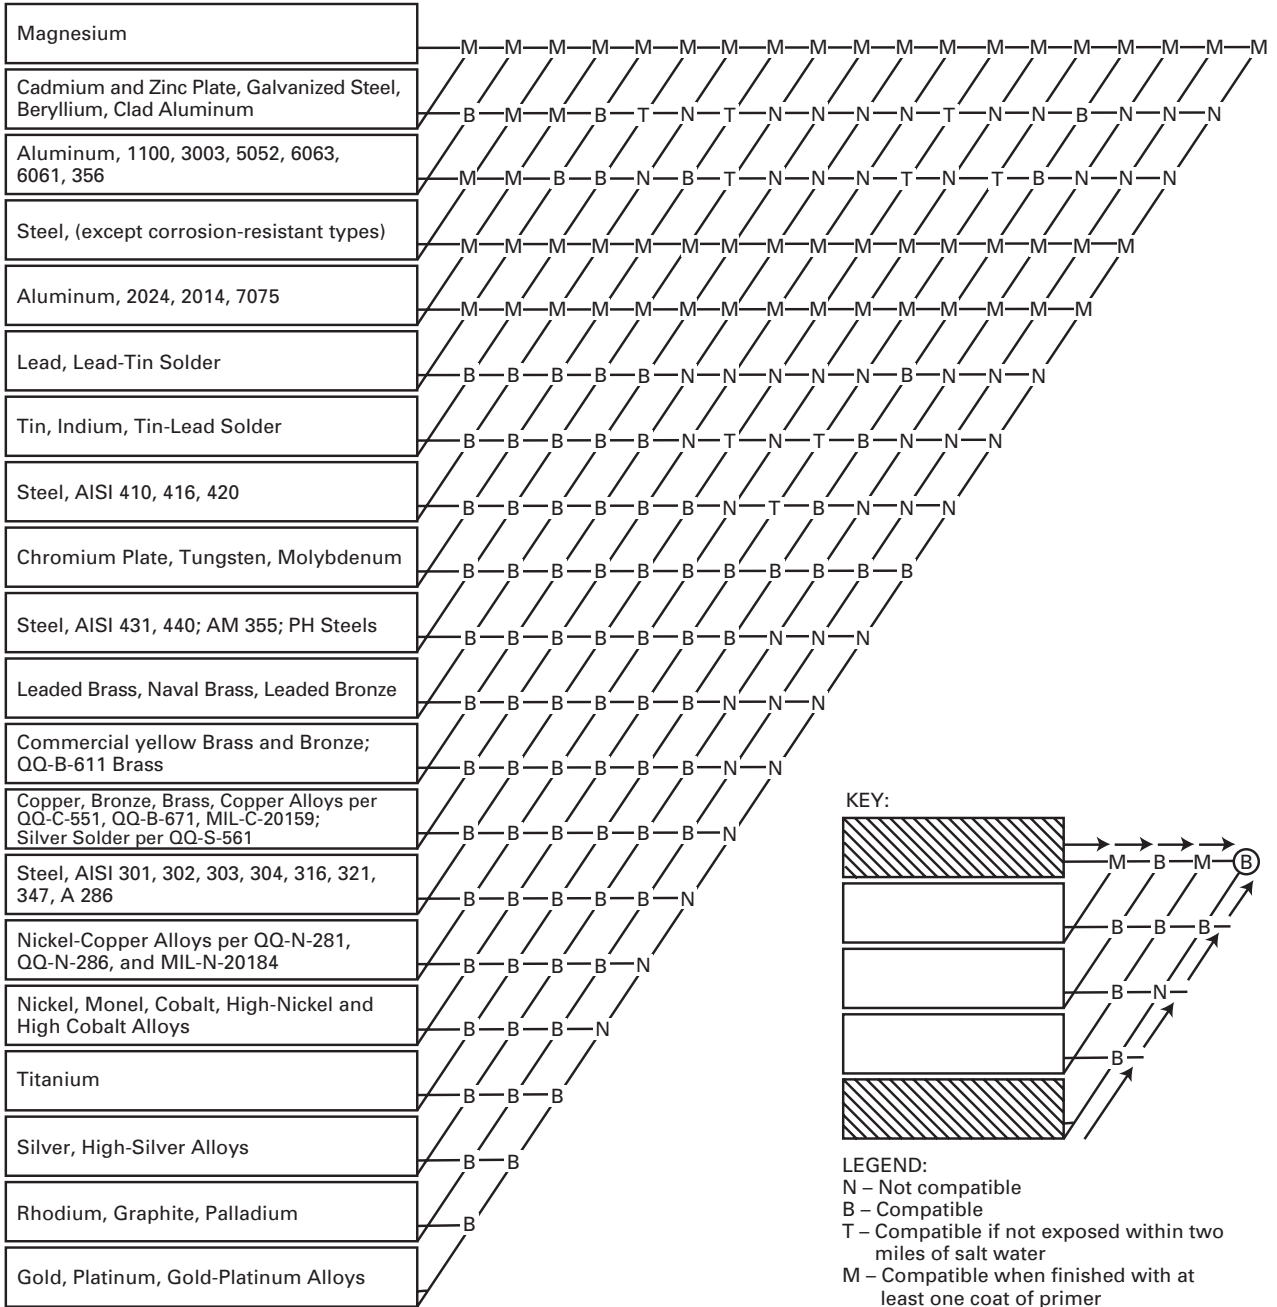 Magnesium
M M M M M M M M M M M M M M M M M M M
Cadmium and Zinc Plate, Galvanized Steel,
Beryllium, Clad Aluminum
B M M B T N T N N N N T N N B N N N
Aluminum, 1100, 3003, 5052, 6063,
6061, 356
M M B B N B T N N N T N T B N N N
Steel, (except corrosion-resistant types)
M M M M M M M M M M M M M M M M
Aluminum, 2024, 2014, 7075
M M M M M M M M M M M M M M M
Lead, Lead-Tin Solder
B B B B B N N N N N B N N N
Tin, Indium, Tin-Lead Solder
B B B B B N T N T B N N N
Steel, AISI 410, 416, 420
B B B B B B N T B N N N
Chromium Plate, Tungsten, Molybdenum
B B B B B B B B B B B
Steel, AISI 431, 440; AM 355; PH Steels
B B B B B B B N N N
Leaded Brass, Naval Brass, Leaded Bronze
B B B B B B N N N
Commercial yellow Brass and Bronze;
QQ-B-611 Brass
B B B B B B N N
Copper, Bronze, Brass, Copper Alloys per
QQ-C-551, QQ-B-671, MIL-C-20159;
Silver Solder per QQ-S-561
B B B B B B N
Steel, AISI 301, 302, 303, 304, 316, 321,
347, A 286
B B B B B N
Nickel-Copper Alloys per QQ-N-281,
QQ-N-286, and MIL-N-20184
B B B B N
Nickel, Monel, Cobalt, High-Nickel and
High Cobalt Alloys
B B B N
Titanium
B B B
Silver, High-Silver Alloys
B B
Rhodium, Graphite, Palladium
B
Gold, Platinum, Gold-Platinum Alloys
KEY:
M B M B
B B B
B N
B
LEGEND:
N – Not compatible
B – Compatible
T – Compatible if not exposed within two
miles of salt water
M – Compatible when finished with at
least one coat of primer